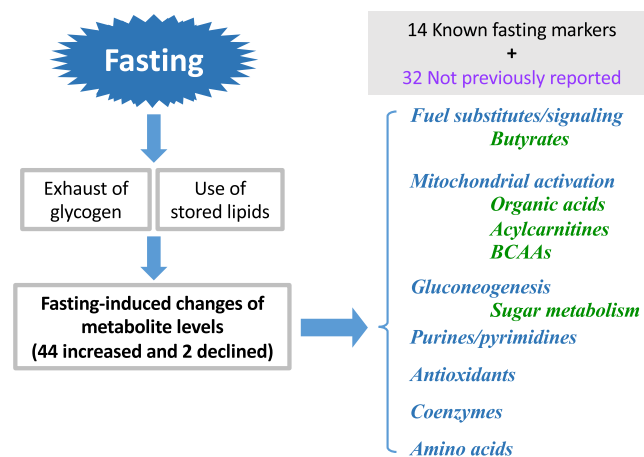 Fasting
Exhaust of
glycogen
Use of
stored lipids
Fasting-induced changes of
metabolite levels
(44 increased and 2 declined)
14 Known fasting markers
+
32 Not previously reported
Fuel substitutes/signaling
Butyrates
Mitochondrial activation
Organic acids
Acylcarnitines
BCAAs
Gluconeogenesis
Sugar metabolism
Purines/pyrimidines
Antioxidants
Coenzymes
Amino acids